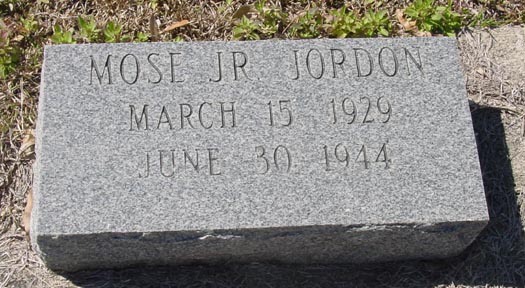 MOSE JR. JORDON
MARCH 15 1929
JUNE 30 1944